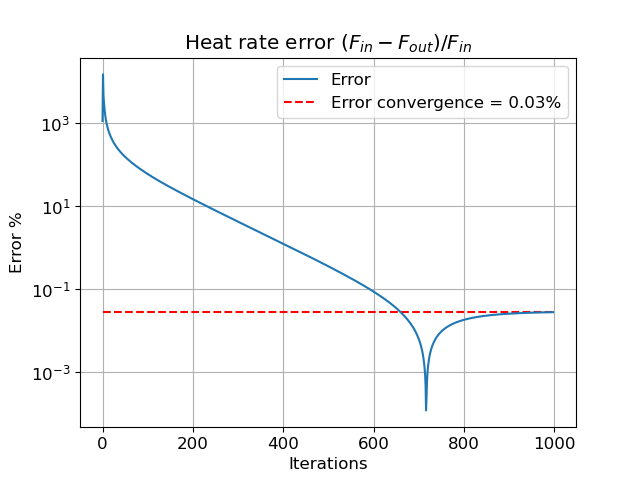 Heat rate error (F_in − F_out)/F_in
Error
Error convergence = 0.03%
10^3
10^1
10^−1
10^−3
Error %
0 200 400 600 800 1000
Iterations